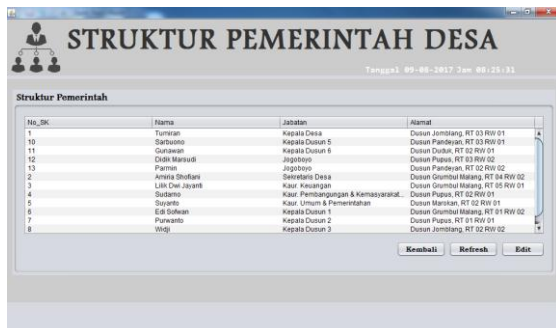 STRUKTUR PEMERINTAH DESA
Tanggal 09-08-2017 Jam 08:25:31
Struktur Pemerintah
No_SK Nama Jabatan Alamat
1 Tumiran Kepala Desa Dusun Jomblang, RT 03 RW 01
10 Sarbuono Kepala Dusun 5 Dusun Pandeyan, RT 03 RW 01
11 Gunawan Kepala Dusun 6 Dusun Duduk, RT 02 RW 01
12 Didik Marsudi Jogoboyo Dusun Pupus, RT 03 RW 02
13 Parmin Jogoboyo Dusun Pandeyan, RT 02 RW 02
2 Amiria Shofiani Sekretaris Desa Dusun Grumbul Malang, RT 04 RW 02
3 Lilik Dwi Jayanti Kaur. Keuangan Dusun Grumbul Malang, RT 05 RW 01
4 Sudarno Kaur. Pembangungan & Kemasyarakat... Dusun Pupus, RT 02 RW 01
5 Suyanto Kaur. Umum & Pemerintahan Dusun Marokan, RT 02 RW 01
6 Edi Sofwan Kepala Dusun 1 Dusun Grumbul Malang, RT 01 RW 02
7 Purwanto Kepala Dusun 2 Dusun Pupus, RT 01 RW 01
8 Widji Kepala Dusun 3 Dusun Jomblang, RT 02 RW 02
Kembali Refresh Edit